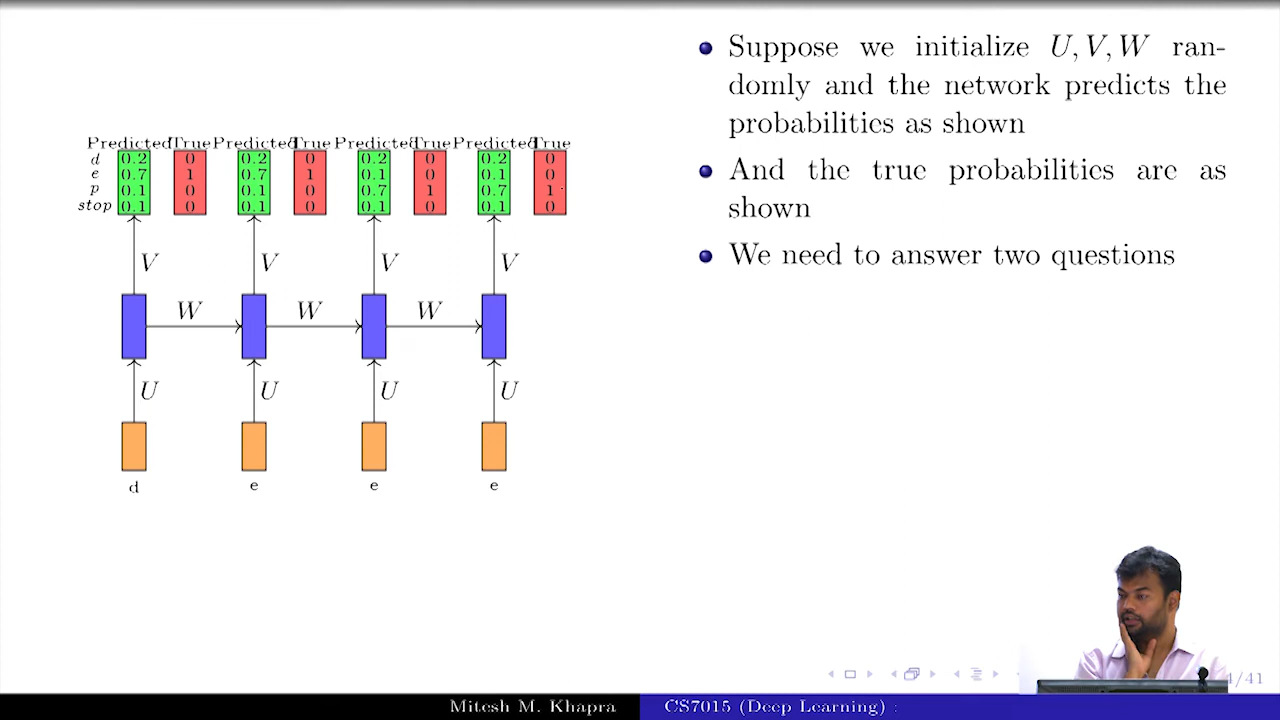 Suppose we initialize U, V, W ran-
domly and the network predicts the
probabilities as shown
And the true probabilities are as
shown
We need to answer two questions
Predicted True Predicted True Predicted True Predicted True
d 0.2 0 0.2 0 0.2 0 0.2 0
e 0.7 1 0.7 1 0.1 0 0.1 0
p 0.1 0 0.1 0 0.7 1 0.7 1
stop 0.1 0 0.1 0 0.1 0 0.1 0
V V V V
W W W
U U U U
d e e e
4/41
Mitesh M. Khapra CS7015 (Deep Learning) :